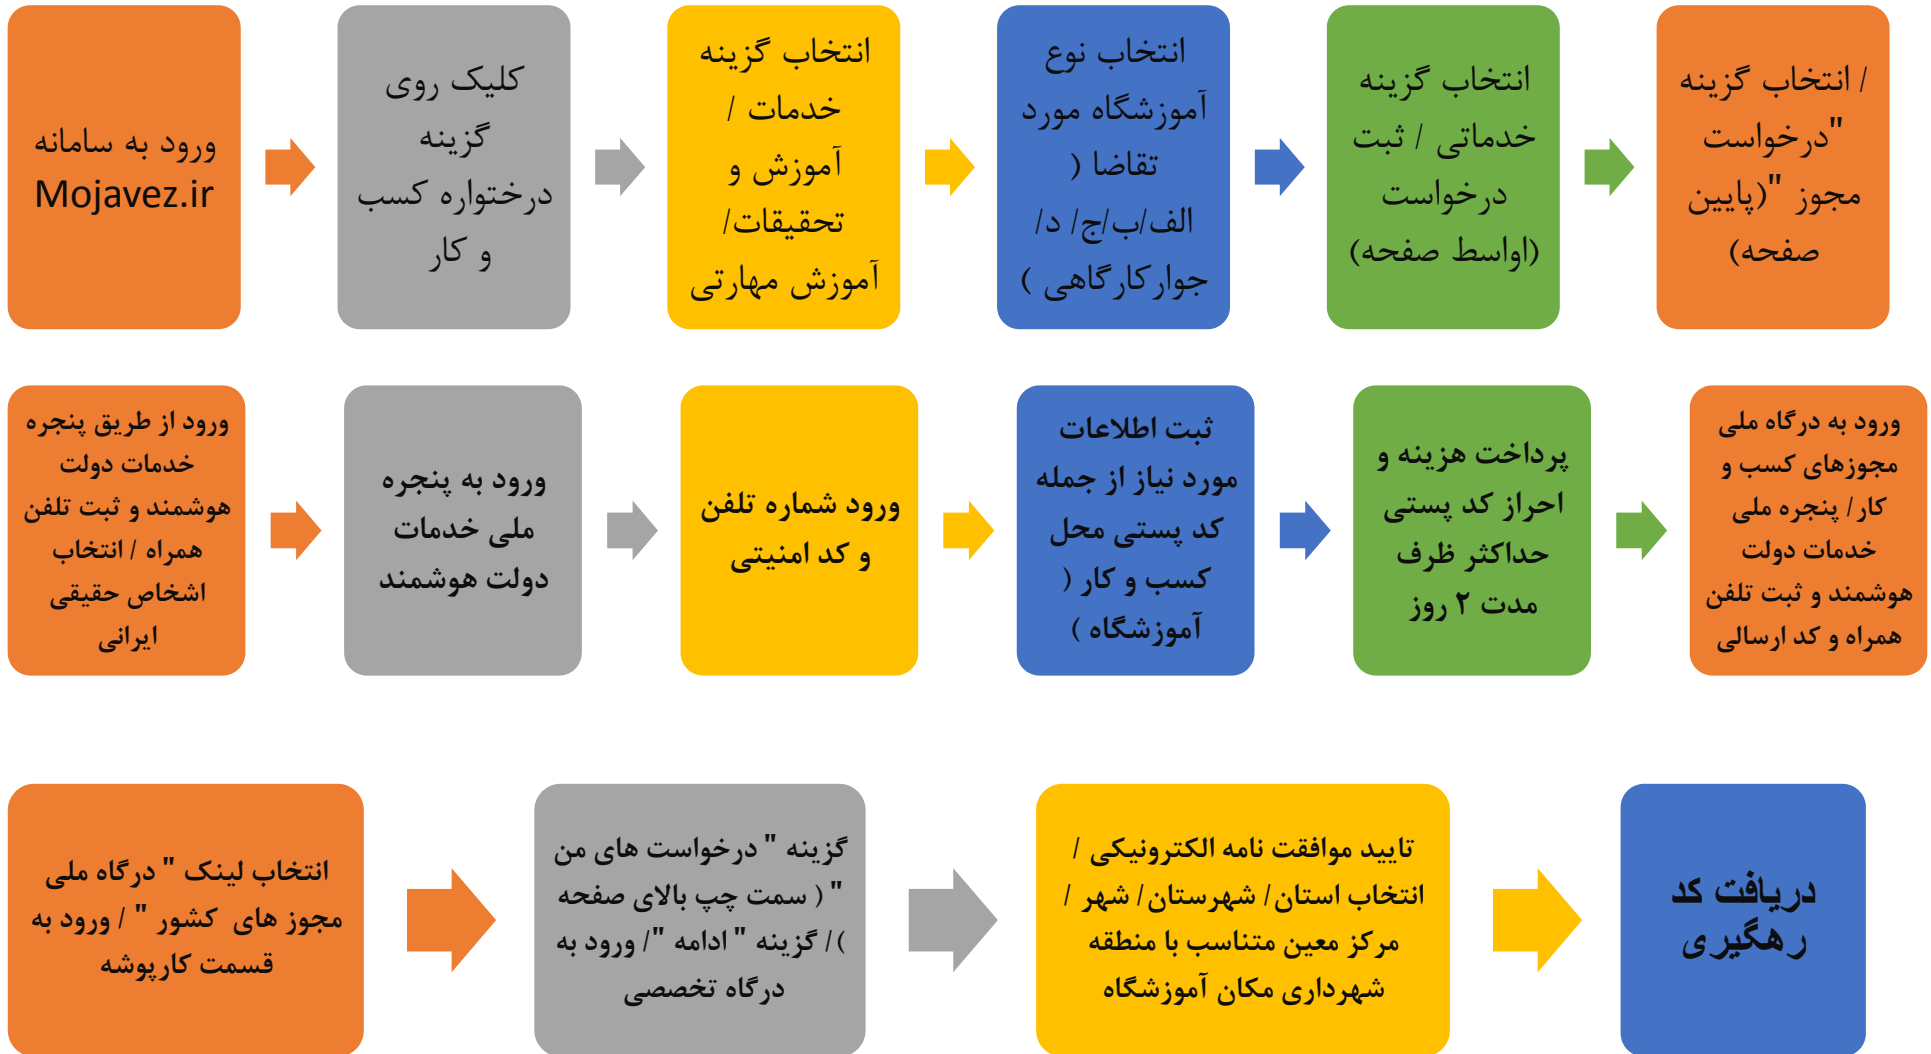 ورود به سامانه
Mojavez.ir
کلیک روی
گزینه
درختواره کسب
و کار
انتخاب گزینه
خدمات /
آموزش و
تحقیقات/
آموزش مهارتی
انتخاب نوع
آموزشگاه مورد
تقاضا (
الف/ب/ج/ د/
جوارکارگاهی )
انتخاب گزینه
خدماتی / ثبت
درخواست
(اواسط صفحه)
/ انتخاب گزینه
"درخواست
مجوز "(پایین
صفحه)
ورود از طریق پنجره
خدمات دولت
هوشمند و ثبت تلفن
همراه / انتخاب
اشخاص حقیقی
ایرانی
ورود به پنجره
ملی خدمات
دولت هوشمند
ورود شماره تلفن
و کد امنیتی
ثبت اطلاعات
مورد نیاز از جمله
کد پستی محل
کسب و کار (
آموزشگاه )
پرداخت هزینه و
احراز کد پستی
حداکثر ظرف
مدت ۲ روز
ورود به درگاه ملی
مجوزهای کسب و
کار/ پنجره ملی
خدمات دولت
هوشمند و ثبت تلفن
همراه و کد ارسالی
انتخاب لینک " درگاه ملی
مجوز های کشور " / ورود به
قسمت کارپوشه
گزینه " درخواست های من
" ( سمت چپ بالای صفحه
)/ گزینه " ادامه "/ ورود به
درگاه تخصصی
تایید موافقت نامه الکترونیکی /
انتخاب استان/ شهرستان/ شهر /
مرکز معین متناسب با منطقه
شهرداری مکان آموزشگاه
دریافت کد
رهگیری